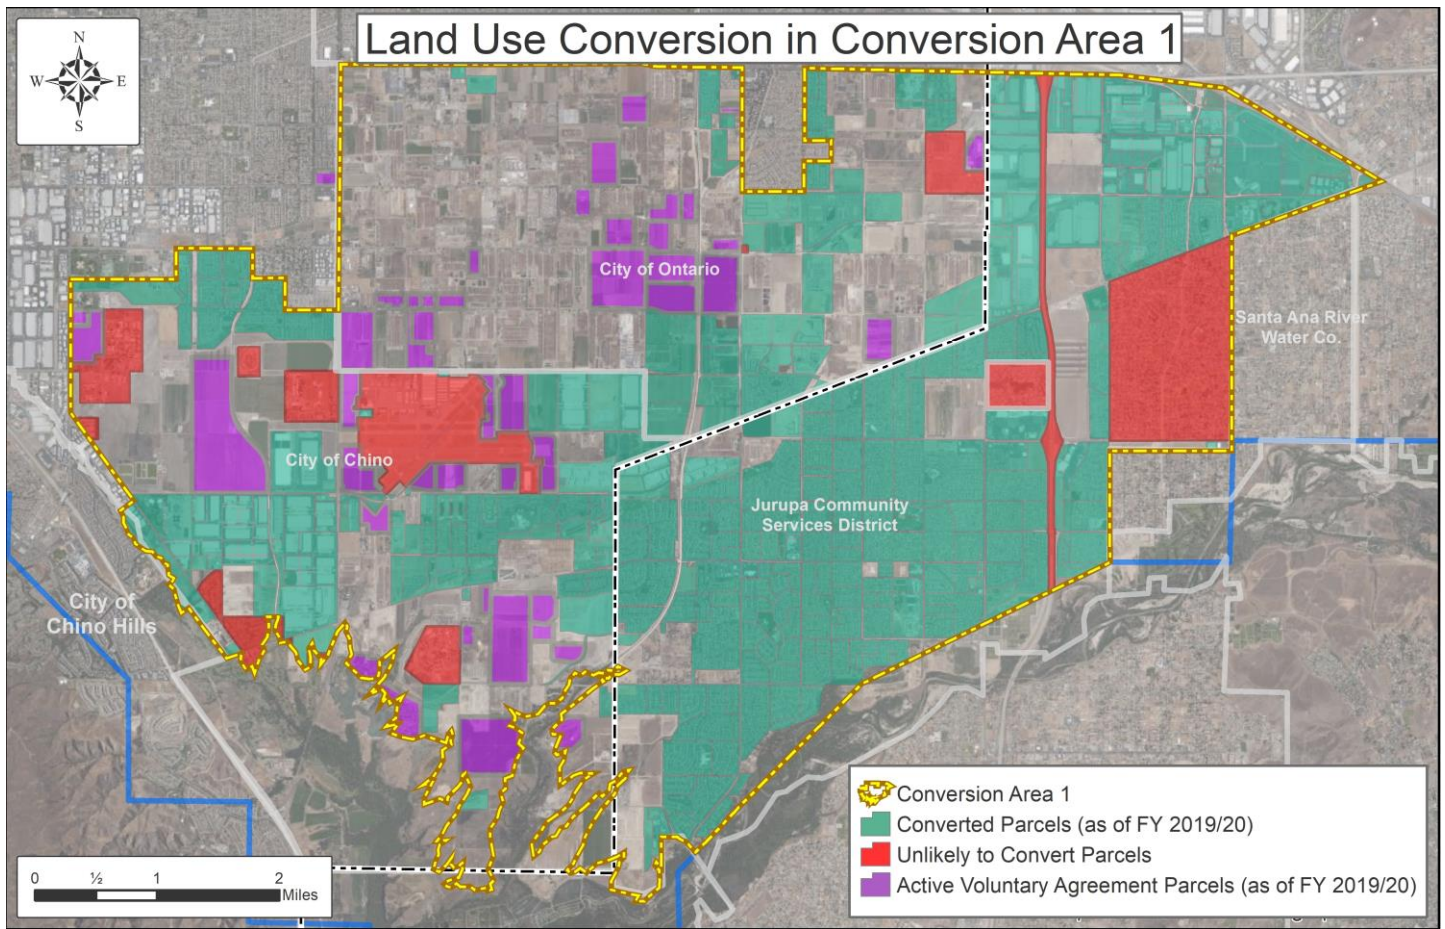 Land Use Conversion in Conversion Area 1
N
W
E
S
City of Ontario
Santa Ana River
Water Co.
City of Chino
Jurupa Community
Services District
City of
Chino Hills
Conversion Area 1
Converted Parcels (as of FY 2019/20)
Unlikely to Convert Parcels
Active Voluntary Agreement Parcels (as of FY 2019/20)
0 ½ 1 2
Miles